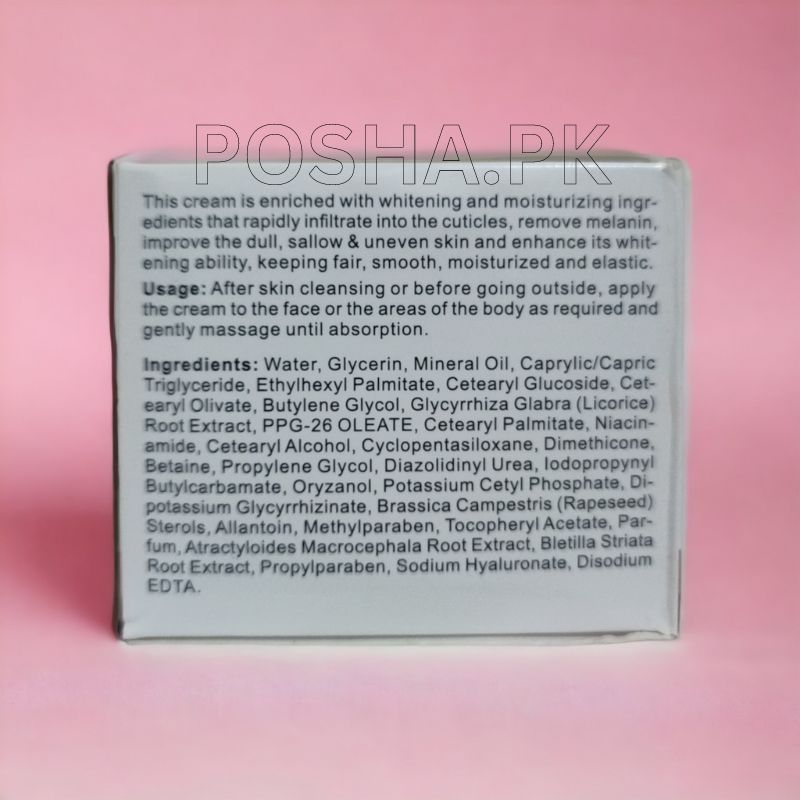 POSHA.PK
This cream is enriched with whitening and moisturizing ingr-
edients that rapidly infiltrate into the cuticles, remove melanin,
improve the dull, sallow & uneven skin and enhance its whit-
ening ability, keeping fair, smooth, moisturized and elastic.
Usage: After skin cleansing or before going outside, apply
the cream to the face or the areas of the body as required and
gently massage until absorption.
Ingredients: Water, Glycerin, Mineral Oil, Caprylic/Capric
Triglyceride, Ethylhexyl Palmitate, Cetearyl Glucoside, Cet-
earyl Olivate, Butylene Glycol, Glycyrrhiza Glabra (Licorice)
Root Extract, PPG-26 OLEATE, Cetearyl Palmitate, Niacin-
amide, Cetearyl Alcohol, Cyclopentasiloxane, Dimethicone,
Betaine, Propylene Glycol, Diazolidinyl Urea, Iodopropynyl
Butylcarbamate, Oryzanol, Potassium Cetyl Phosphate, Di-
potassium Glycyrrhizinate, Brassica Campestris (Rapeseed)
Sterols, Allantoin, Methylparaben, Tocopheryl Acetate, Par-
fum, Atractyloides Macrocephala Root Extract, Bletilla Striata
Root Extract, Propylparaben, Sodium Hyaluronate, Disodium
EDTA.